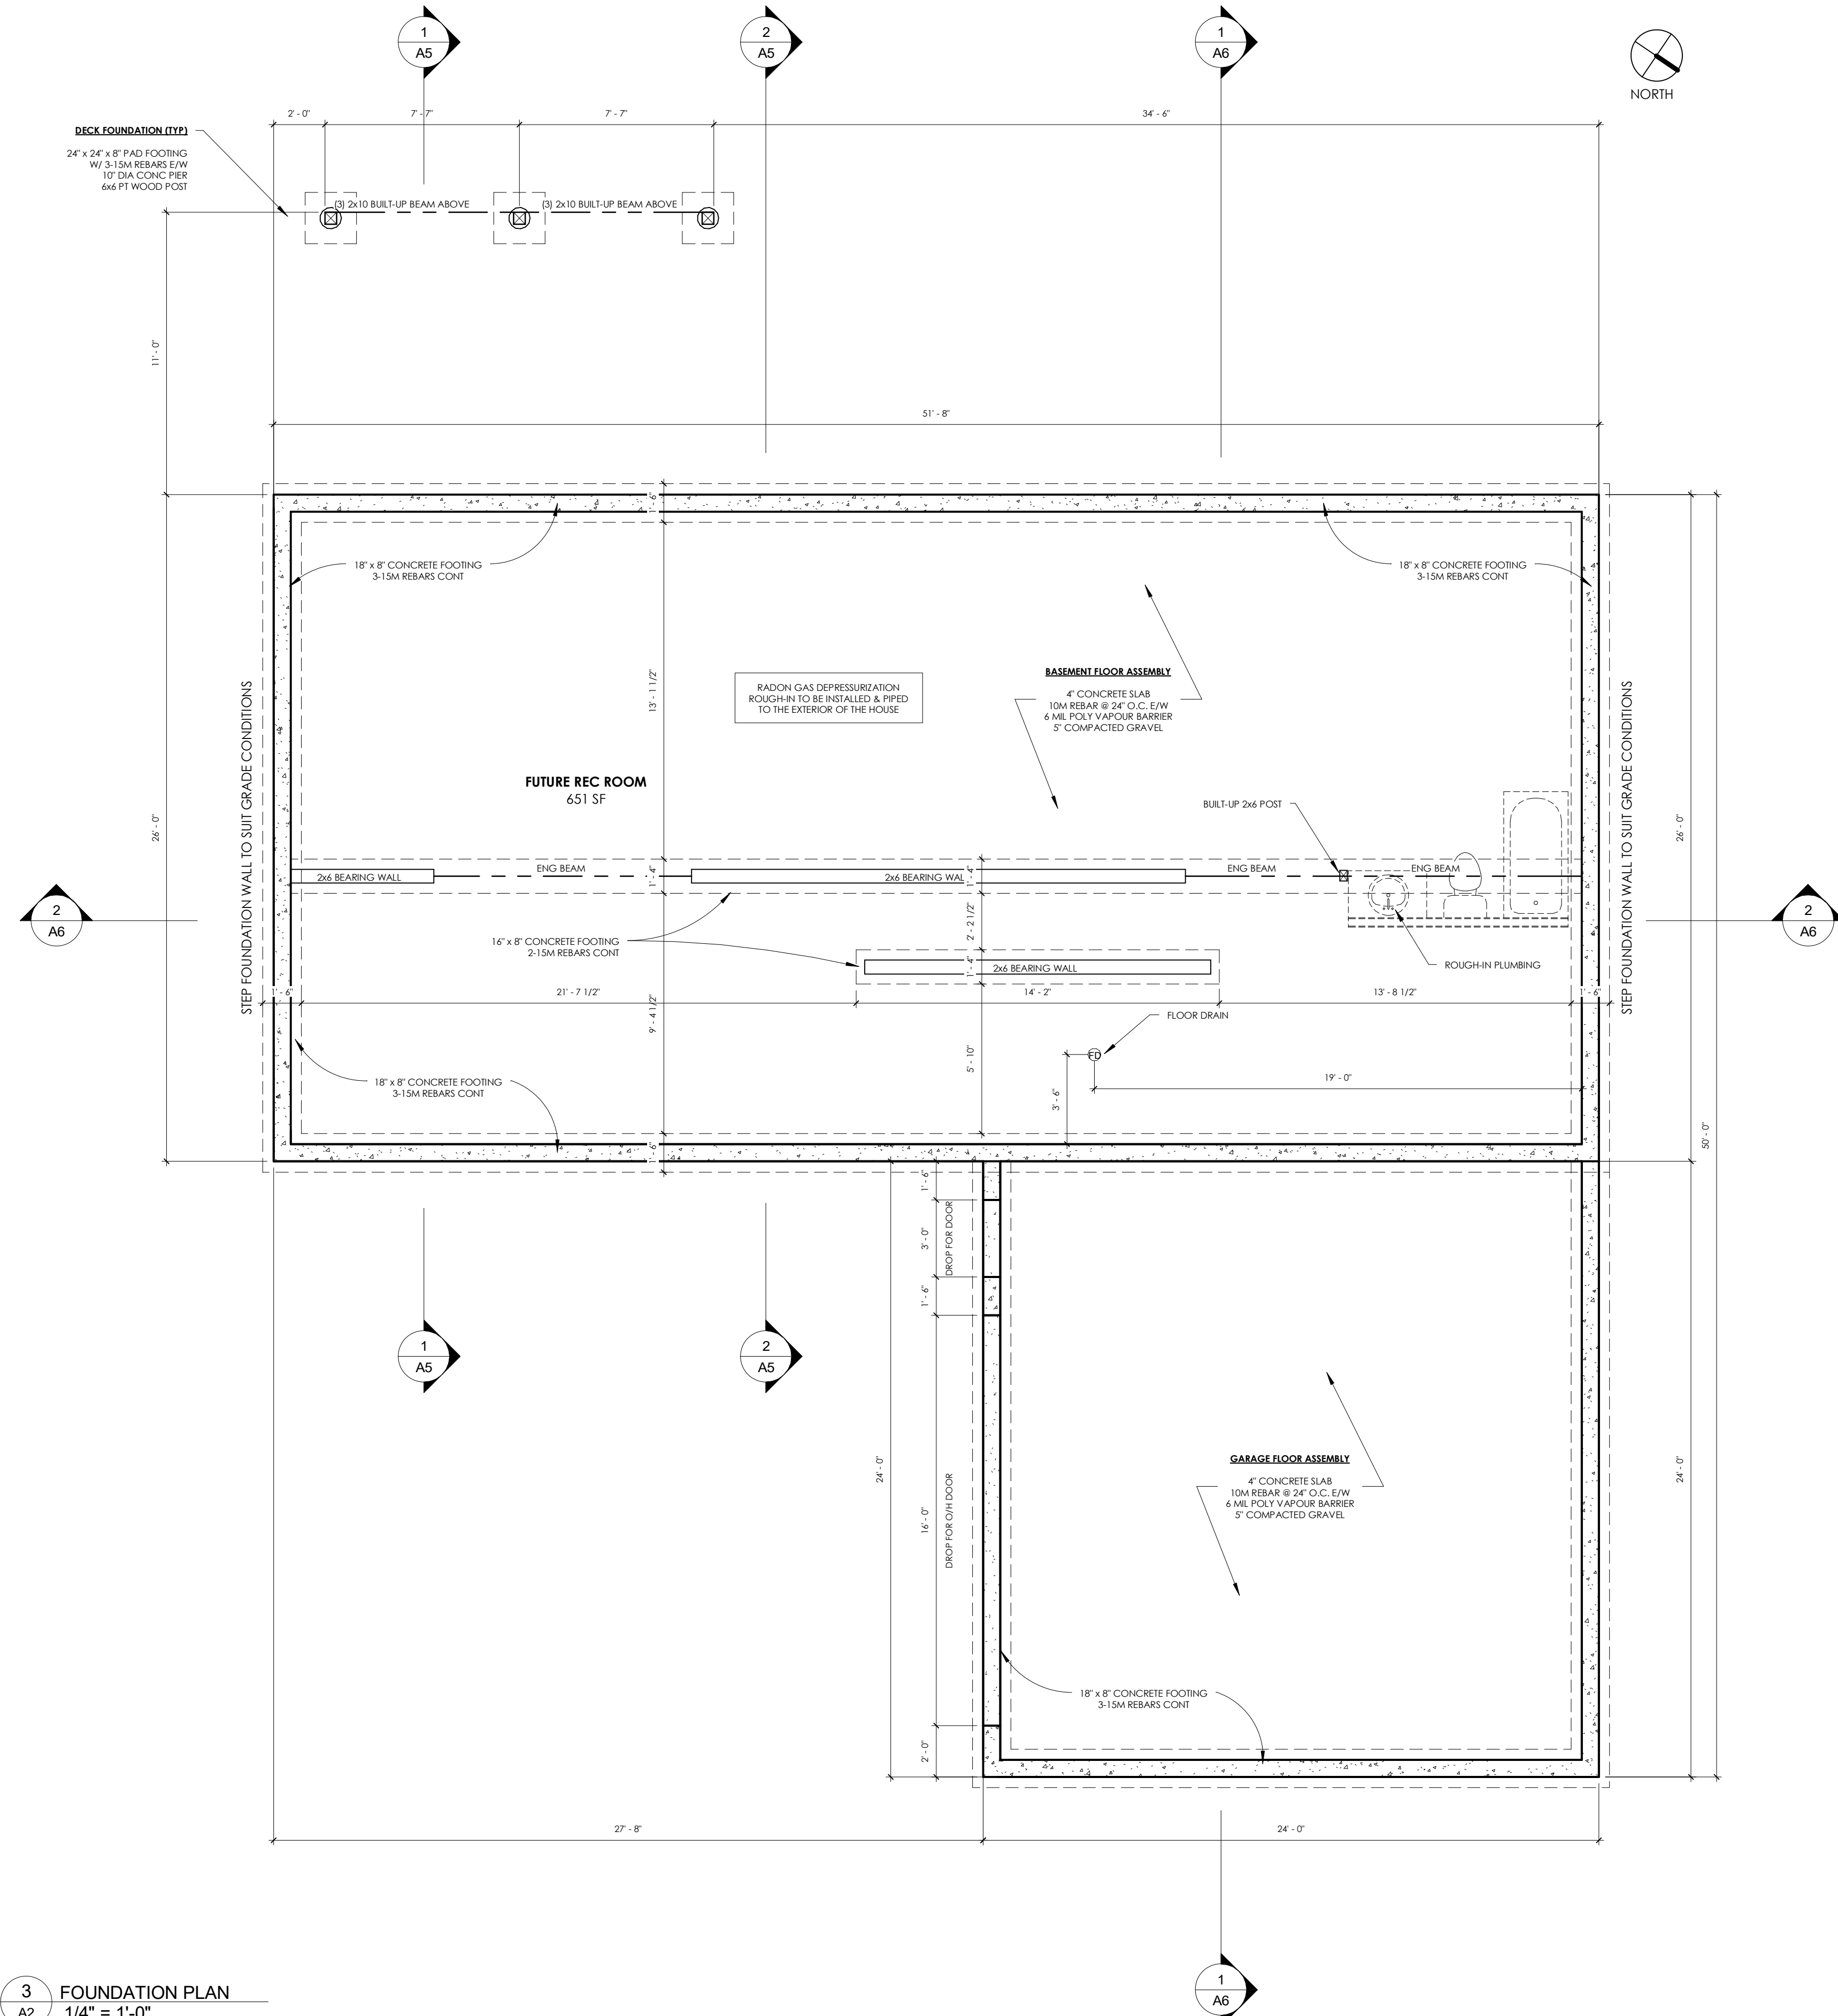 1
A5
2
A5
1
A6
NORTH
2' - 0"
7' - 7"
7' - 7"
34' - 6"
DECK FOUNDATION (TYP)
24" x 24" x 8" PAD FOOTING
W/ 3-15M REBARS E/W
10" DIA CONC PIER
6x6 PT WOOD POST
(3) 2x10 BUILT-UP BEAM ABOVE
(3) 2x10 BUILT-UP BEAM ABOVE
11' - 0"
51' - 8"
18" x 8" CONCRETE FOOTING
3-15M REBARS CONT
18" x 8" CONCRETE FOOTING
3-15M REBARS CONT
STEP FOUNDATION WALL TO SUIT GRADE CONDITIONS
13' - 1 1/2"
RADON GAS DEPRESSURIZATION
ROUGH-IN TO BE INSTALLED & PIPED
TO THE EXTERIOR OF THE HOUSE
BASEMENT FLOOR ASSEMBLY
4" CONCRETE SLAB
10M REBAR @ 24" O.C. E/W
6 MIL POLY VAPOUR BARRIER
5" COMPACTED GRAVEL
STEP FOUNDATION WALL TO SUIT GRADE CONDITIONS
FUTURE REC ROOM
651 SF
BUILT-UP 2x6 POST
26' - 0"
26' - 0"
2x6 BEARING WALL
ENG BEAM
1' - 4"
2x6 BEARING WAL
1' - 4"
ENG BEAM
ENG BEAM
2
A6
2
A6
16" x 8" CONCRETE FOOTING
2-15M REBARS CONT
2' - 2 1/2"
1' - 4"
2x6 BEARING WALL
ROUGH-IN PLUMBING
1' - 6"
21' - 7 1/2"
14' - 2"
13' - 8 1/2"
1' - 6"
9' - 4 1/2"
FLOOR DRAIN
FD
5' - 10"
3' - 6"
19' - 0"
18" x 8" CONCRETE FOOTING
3-15M REBARS CONT
50' - 0"
1' - 6"
3' - 0"
DROP FOR DOOR
1' - 6"
1
A5
2
A5
24' - 0"
16' - 0"
DROP FOR O/H DOOR
GARAGE FLOOR ASSEMBLY
4" CONCRETE SLAB
10M REBAR @ 24" O.C. E/W
6 MIL POLY VAPOUR BARRIER
5" COMPACTED GRAVEL
24' - 0"
18" x 8" CONCRETE FOOTING
3-15M REBARS CONT
2' - 0"
27' - 8"
24' - 0"
1
A6
3
A2
FOUNDATION PLAN
1/4" = 1'-0"